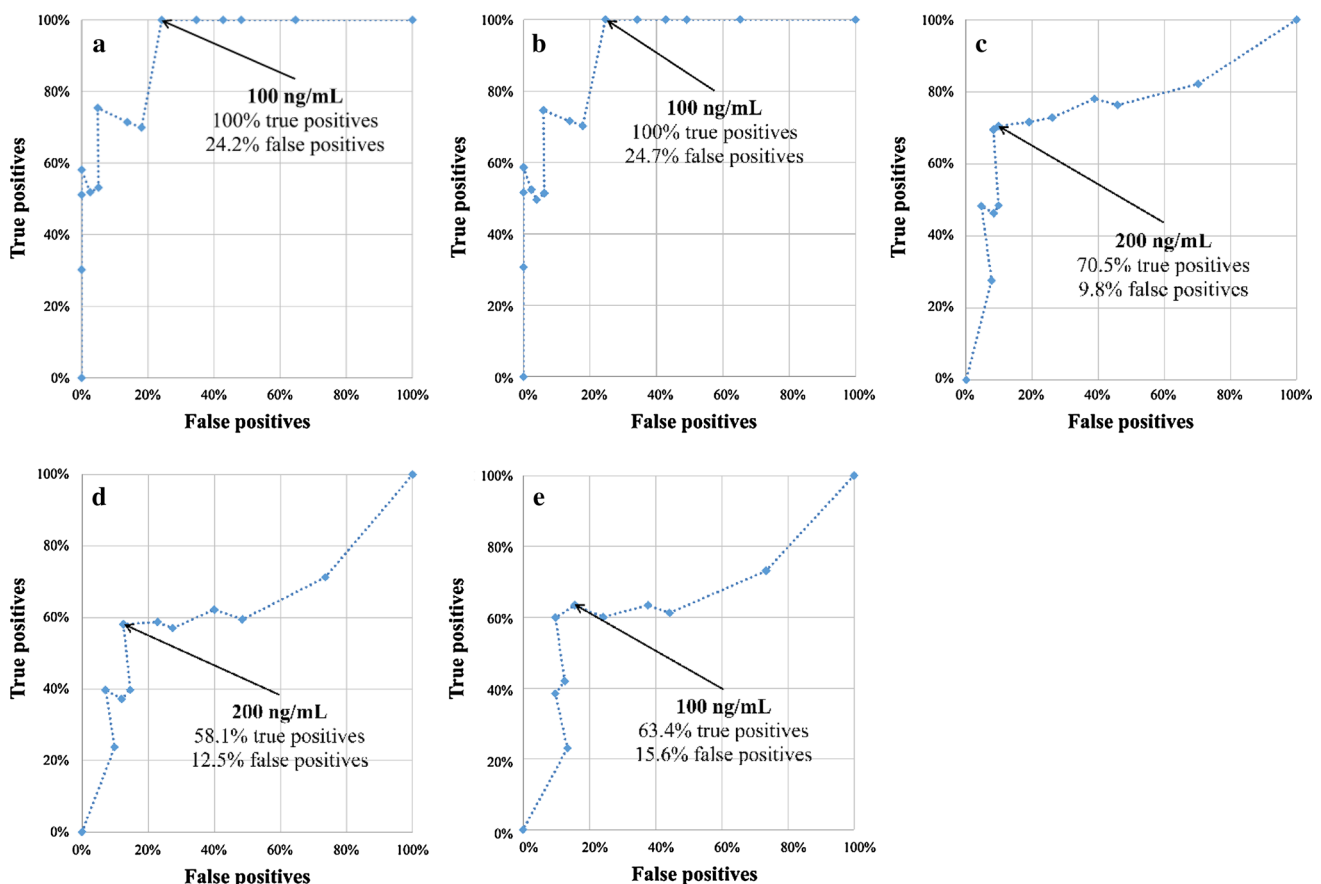 a
100%
80%
60%
40%
20%
0%
True positives
100 ng/mL
100% true positives
24.2% false positives
0% 20% 40% 60% 80% 100%
False positives
b
100%
80%
60%
40%
20%
0%
True positives
100 ng/mL
100% true positives
24.7% false positives
0% 20% 40% 60% 80% 100%
False positives
c
100%
80%
60%
40%
20%
0%
True positives
200 ng/mL
70.5% true positives
9.8% false positives
0% 20% 40% 60% 80% 100%
False positives
d
100%
80%
60%
40%
20%
0%
True positives
200 ng/mL
58.1% true positives
12.5% false positives
0% 20% 40% 60% 80% 100%
False positives
e
100%
80%
60%
40%
20%
0%
True positives
100 ng/mL
63.4% true positives
15.6% false positives
0% 20% 40% 60% 80% 100%
False positives